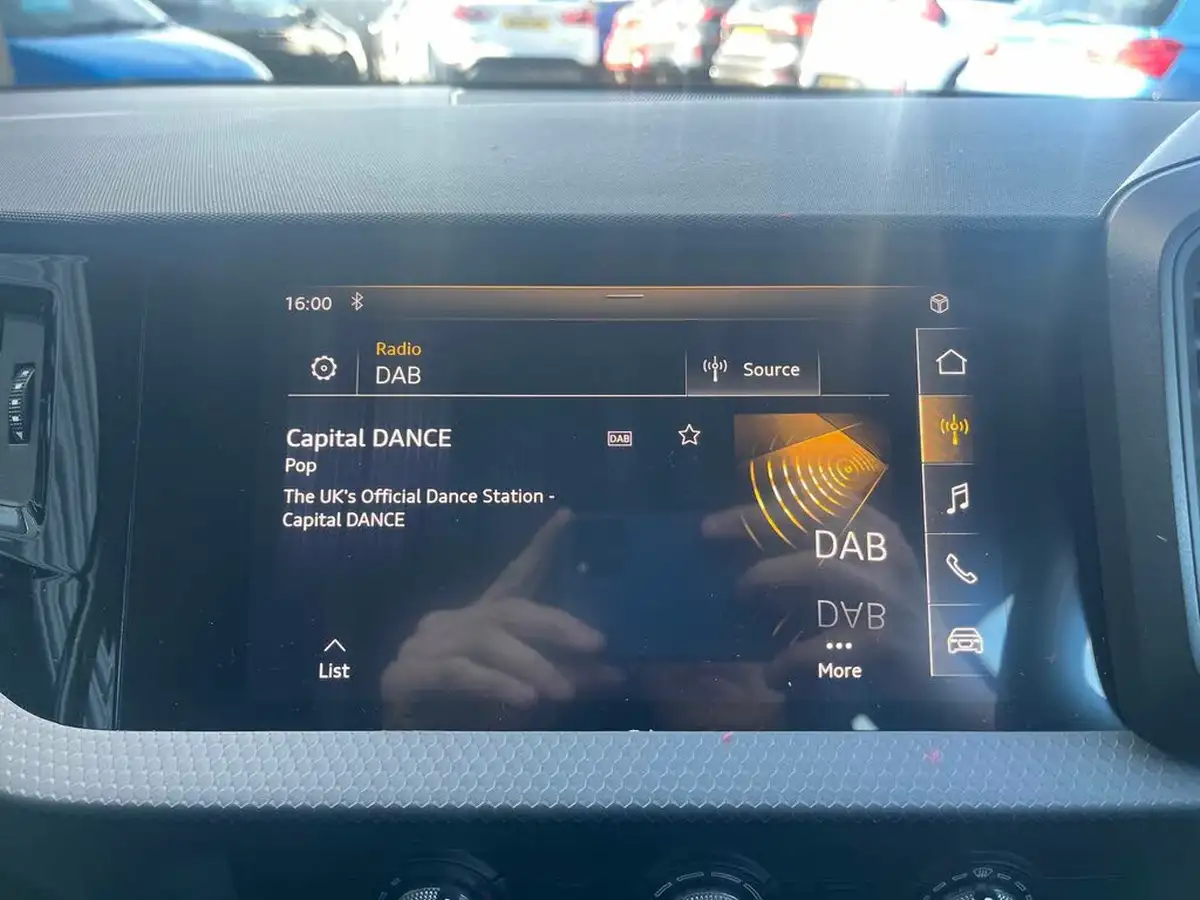 16:00
Radio
DAB
Source
Capital DANCE
DAB
Pop
The UK's Official Dance Station -
Capital DANCE
DAB
DAB
List
More